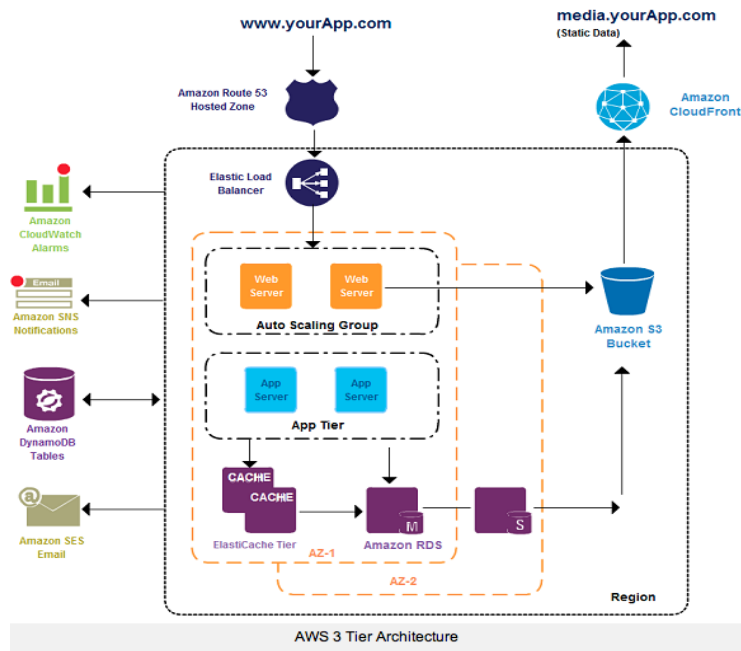 www.yourApp.com
media.yourApp.com
(Static Data)
Amazon Route 53
Hosted Zone
Amazon
CloudFront
Elastic Load
Balancer
Amazon
CloudWatch
Alarms
Web
Server
Web
Server
Auto Scaling Group
Email
Amazon SNS
Notifications
Amazon S3
Bucket
App
Server
App
Server
App Tier
Amazon
DynamoDB
Tables
CACHE
CACHE
M
S
ElastiCache Tier
Amazon RDS
@
Amazon SES
Email
AZ-1
AZ-2
Region
AWS 3 Tier Architecture